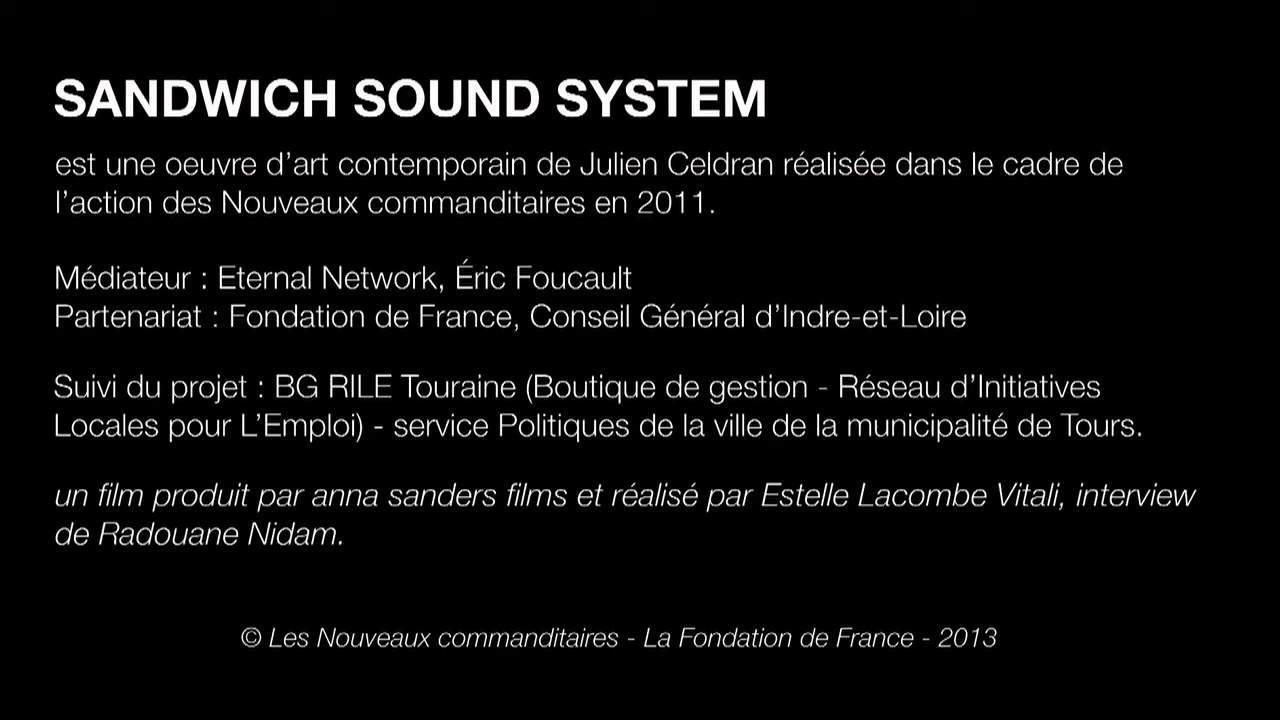 SANDWICH SOUND SYSTEM
est une oeuvre d’art contemporain de Julien Celdran réalisée dans le cadre de
l’action des Nouveaux commanditaires en 2011.
Médiateur : Eternal Network, Éric Foucault
Partenariat : Fondation de France, Conseil Général d’Indre-et-Loire
Suivi du projet : BG RILE Touraine (Boutique de gestion - Réseau d’Initiatives
Locales pour L’Emploi) - service Politiques de la ville de la municipalité de Tours.
un film produit par anna sanders films et réalisé par Estelle Lacombe Vitali, interview
de Radouane Nidam.
© Les Nouveaux commanditaires - La Fondation de France - 2013